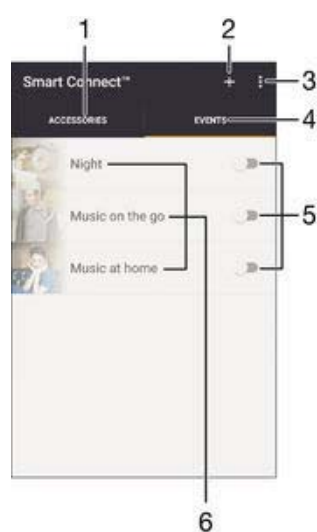 1
2
Smart Connect™
3
ACCESSORIES
EVENTS
4
Night
Music on the go
5
Music at home
6